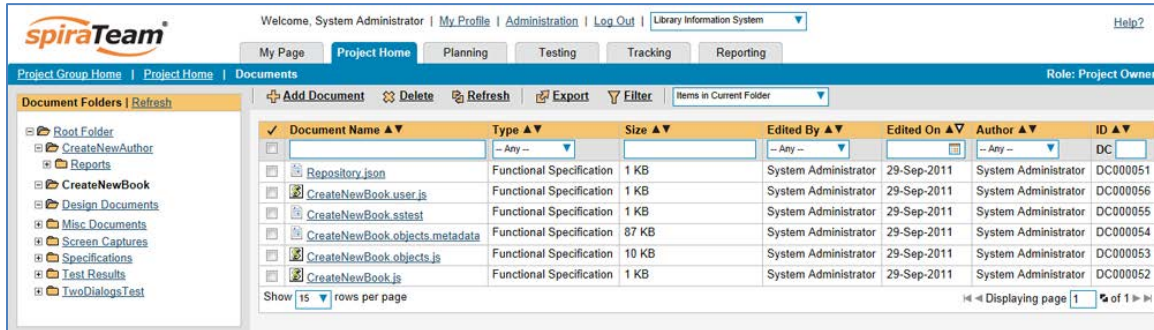 spiraTeam
Welcome, System Administrator | My Profile | Administration | Log Out | Library Information System Help?
My Page Project Home Planning Testing Tracking Reporting
Project Group Home | Project Home | Documents Role: Project Owner
Document Folders | Refresh
Root Folder
CreateNewAuthor
Reports
CreateNewBook
Design Documents
Misc Documents
Screen Captures
Specifications
Test Results
TwoDialogsTest
Add Document Delete Refresh Export Filter Items in Current Folder
Document Name Type Size Edited By Edited On Author ID
-- Any -- -- Any -- -- Any -- DC
Repository.json Functional Specification 1 KB System Administrator 29-Sep-2011 System Administrator DC000051
CreateNewBook.user.js Functional Specification 1 KB System Administrator 29-Sep-2011 System Administrator DC000056
CreateNewBook.sstest Functional Specification 1 KB System Administrator 29-Sep-2011 System Administrator DC000055
CreateNewBook.objects.metadata Functional Specification 87 KB System Administrator 29-Sep-2011 System Administrator DC000054
CreateNewBook.objects.js Functional Specification 10 KB System Administrator 29-Sep-2011 System Administrator DC000053
CreateNewBook.js Functional Specification 1 KB System Administrator 29-Sep-2011 System Administrator DC000052
Show 15 rows per page Displaying page 1 of 1